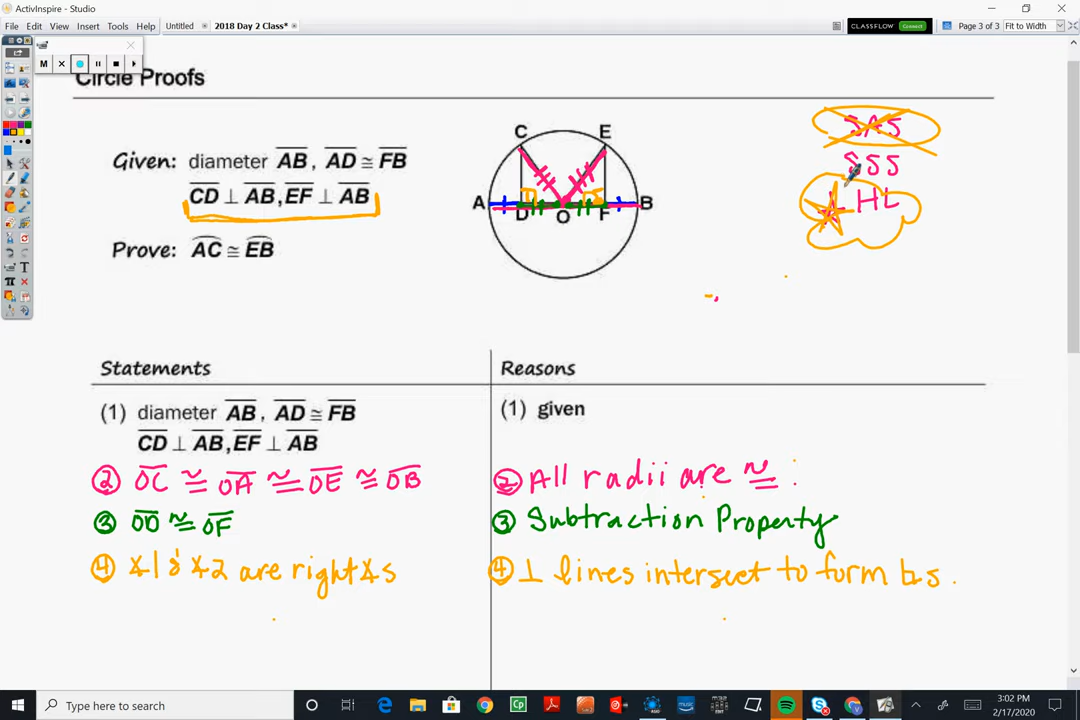 ActivInspire - Studio
File Edit View Insert Tools Help
Untitled
2018 Day 2 Class*
CLASSFLOW
Connect
Page 3 of 3
Fit to Width
M
Circle Proofs
Given: diameter AB, AD ≅ FB
CD ⊥ AB, EF ⊥ AB
Prove: AC ≅ EB
C E
A D O F B
SAS
SSS
HL
Statements
Reasons
(1) diameter AB, AD ≅ FB
CD ⊥ AB, EF ⊥ AB
(1) given
② OC ≅ OA ≅ OE ≅ OB
② All radii are ≅
③ OD ≅ OF
③ Subtraction Property
④ ∡1 & ∡2 are right ∡s
④ ⊥ lines intersect to form ⦜s.
Type here to search
3:02 PM
2/17/2020